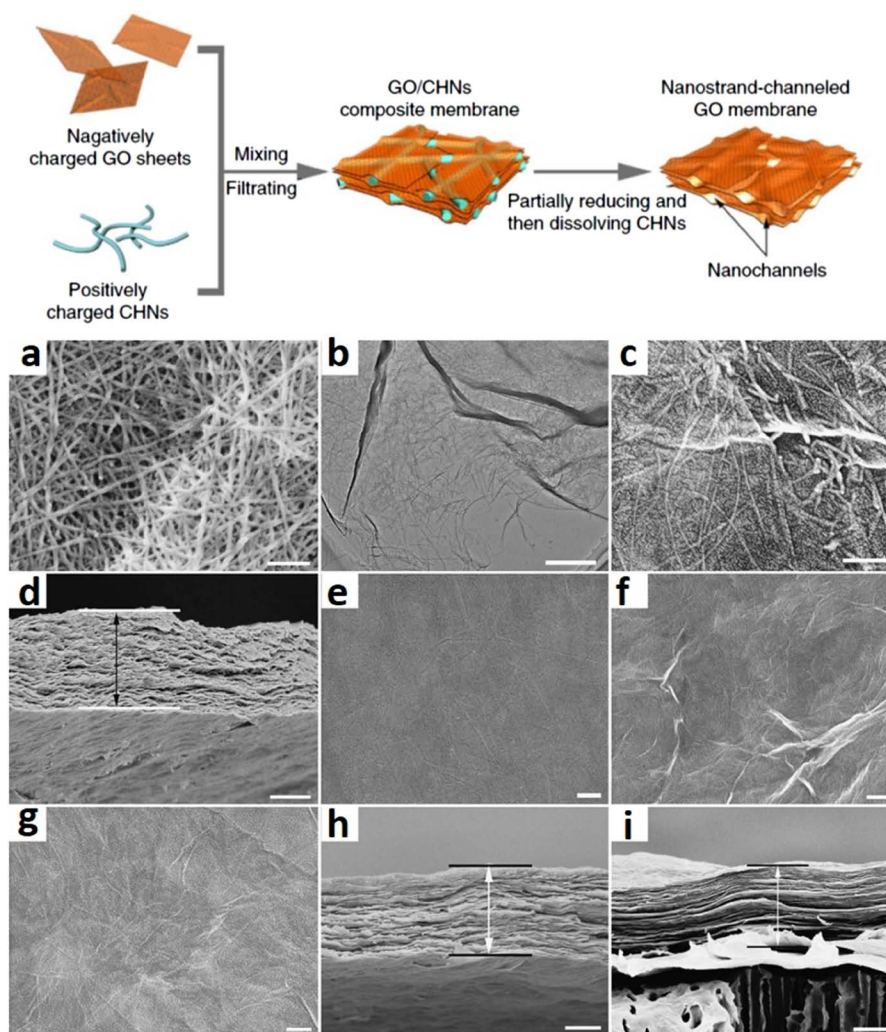 Nagatively
charged GO sheets
Positively
charged CHNs
Mixing
Filtrating
GO/CHNs
composite membrane
Partially reducing and
then dissolving CHNs
Nanostrand-channeled
GO membrane
Nanochannels
a
b
c
d
e
f
g
h
i